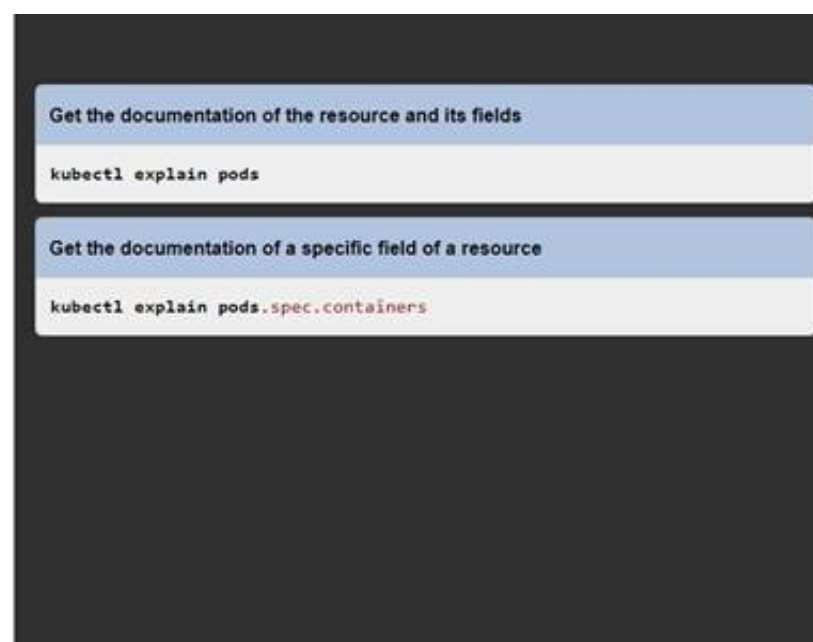 Get the documentation of the resource and its fields
kubectl explain pods
Get the documentation of a specific field of a resource
kubectl explain pods.spec.containers